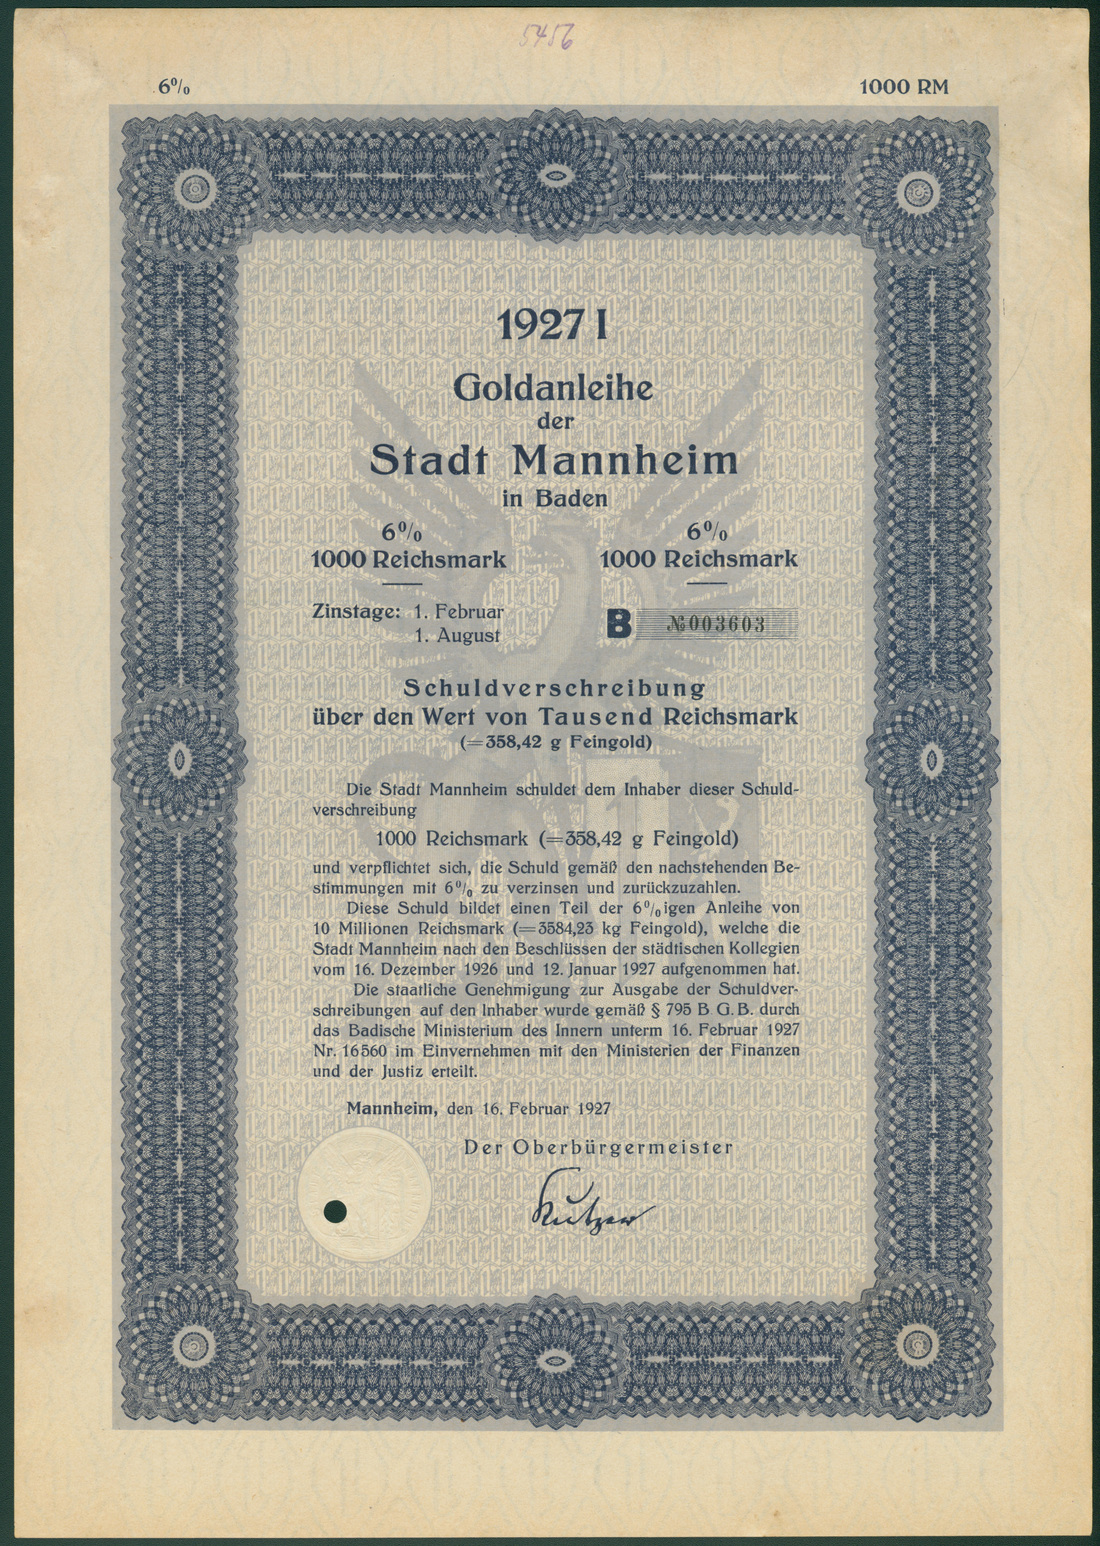 5456
6% 1000 RM
1927 I
Goldanleihe
der
Stadt Mannheim
in Baden
6% 6%
1000 Reichsmark 1000 Reichsmark
Zinstage: 1. Februar B №003603
1. August
Schuldverschreibung
über den Wert von Tausend Reichsmark
(=358,42 g Feingold)
Die Stadt Mannheim schuldet dem Inhaber dieser Schuld-
verschreibung
1000 Reichsmark (=358,42 g Feingold)
und verpflichtet sich, die Schuld gemäß den nachstehenden Be-
stimmungen mit 6% zu verzinsen und zurückzuzahlen.
Diese Schuld bildet einen Teil der 6%igen Anleihe von
10 Millionen Reichsmark (=3584,23 kg Feingold), welche die
Stadt Mannheim nach den Beschlüssen der städtischen Kollegien
vom 16. Dezember 1926 und 12. Januar 1927 aufgenommen hat.
Die staatliche Genehmigung zur Ausgabe der Schuldver-
schreibungen auf den Inhaber wurde gemäß § 795 B. G. B. durch
das Badische Ministerium des Innern unterm 16. Februar 1927
Nr. 16560 im Einvernehmen mit den Ministerien der Finanzen
und der Justiz erteilt.
Mannheim, den 16. Februar 1927
Der Oberbürgermeister
Kutzer